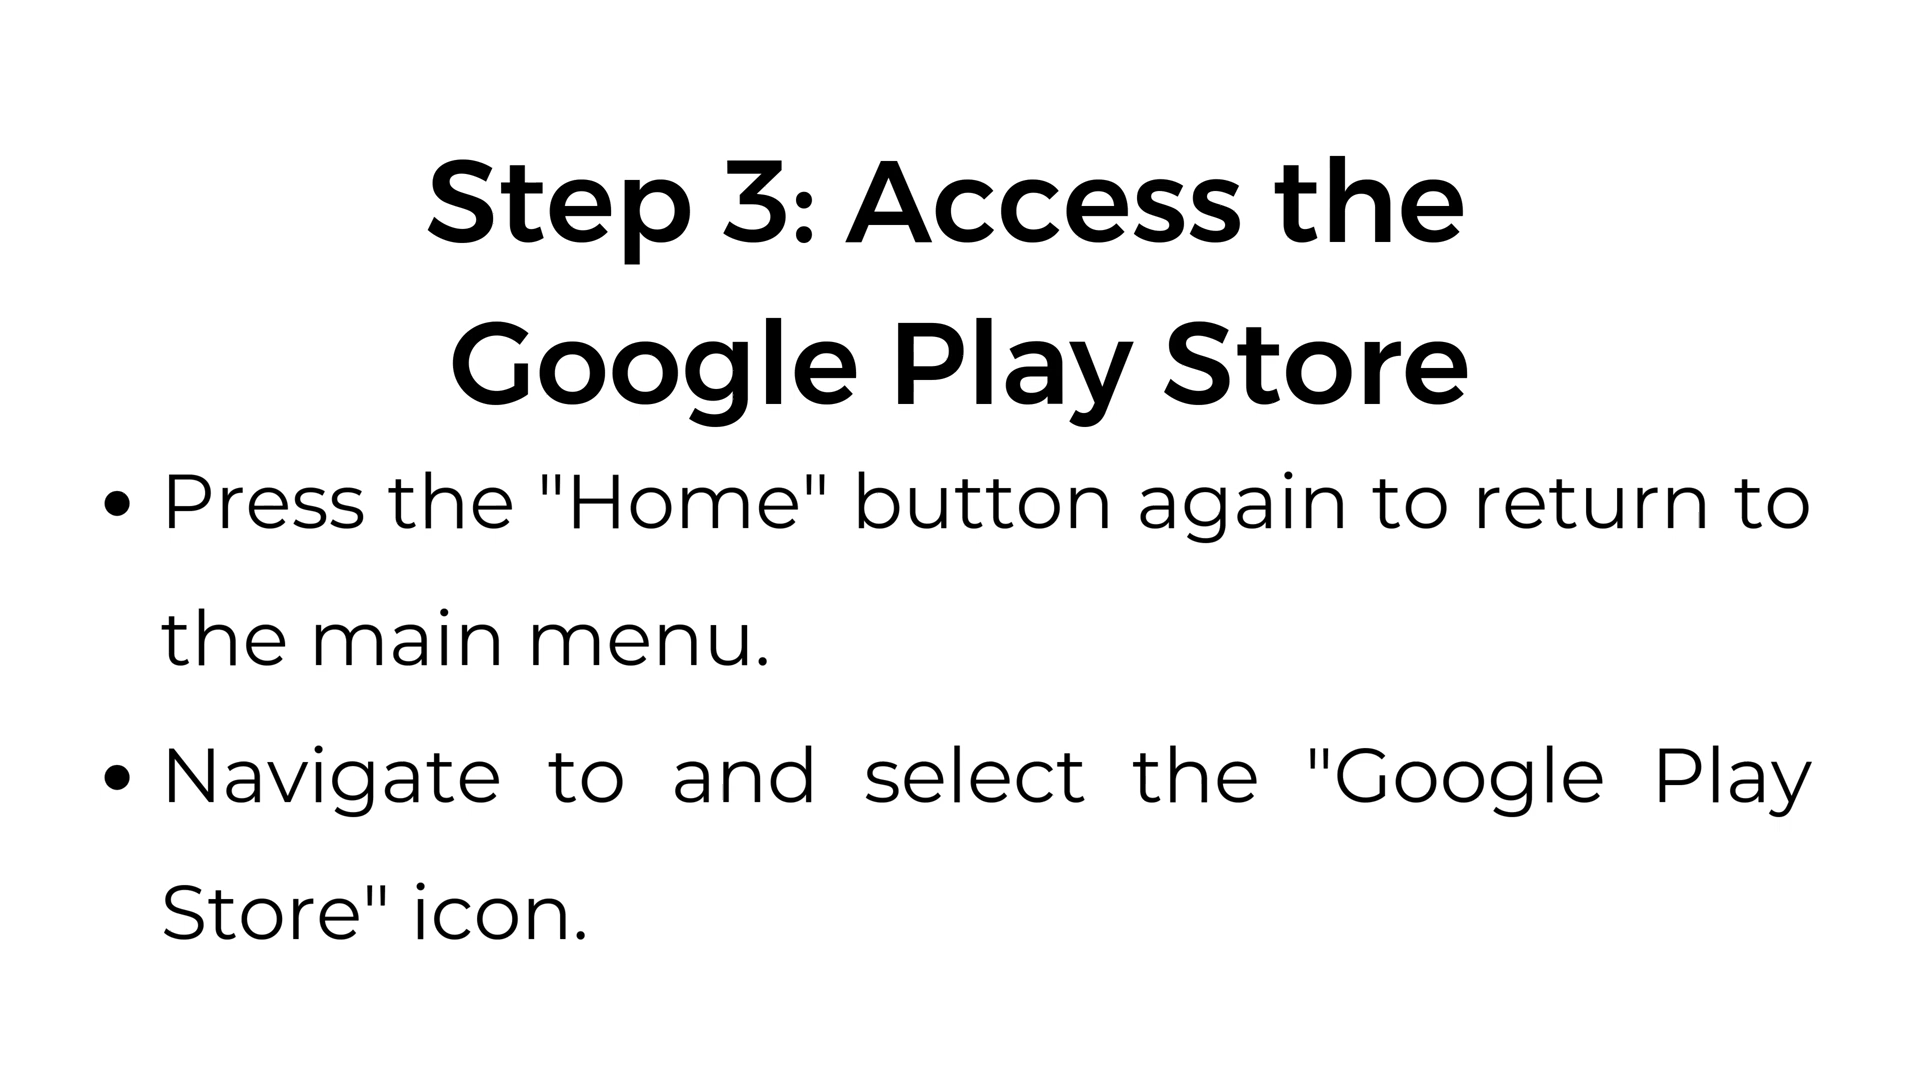 Step 3: Access the
Google Play Store
• Press the "Home" button again to return to
the main menu.
• Navigate to and select the "Google Play
Store" icon.